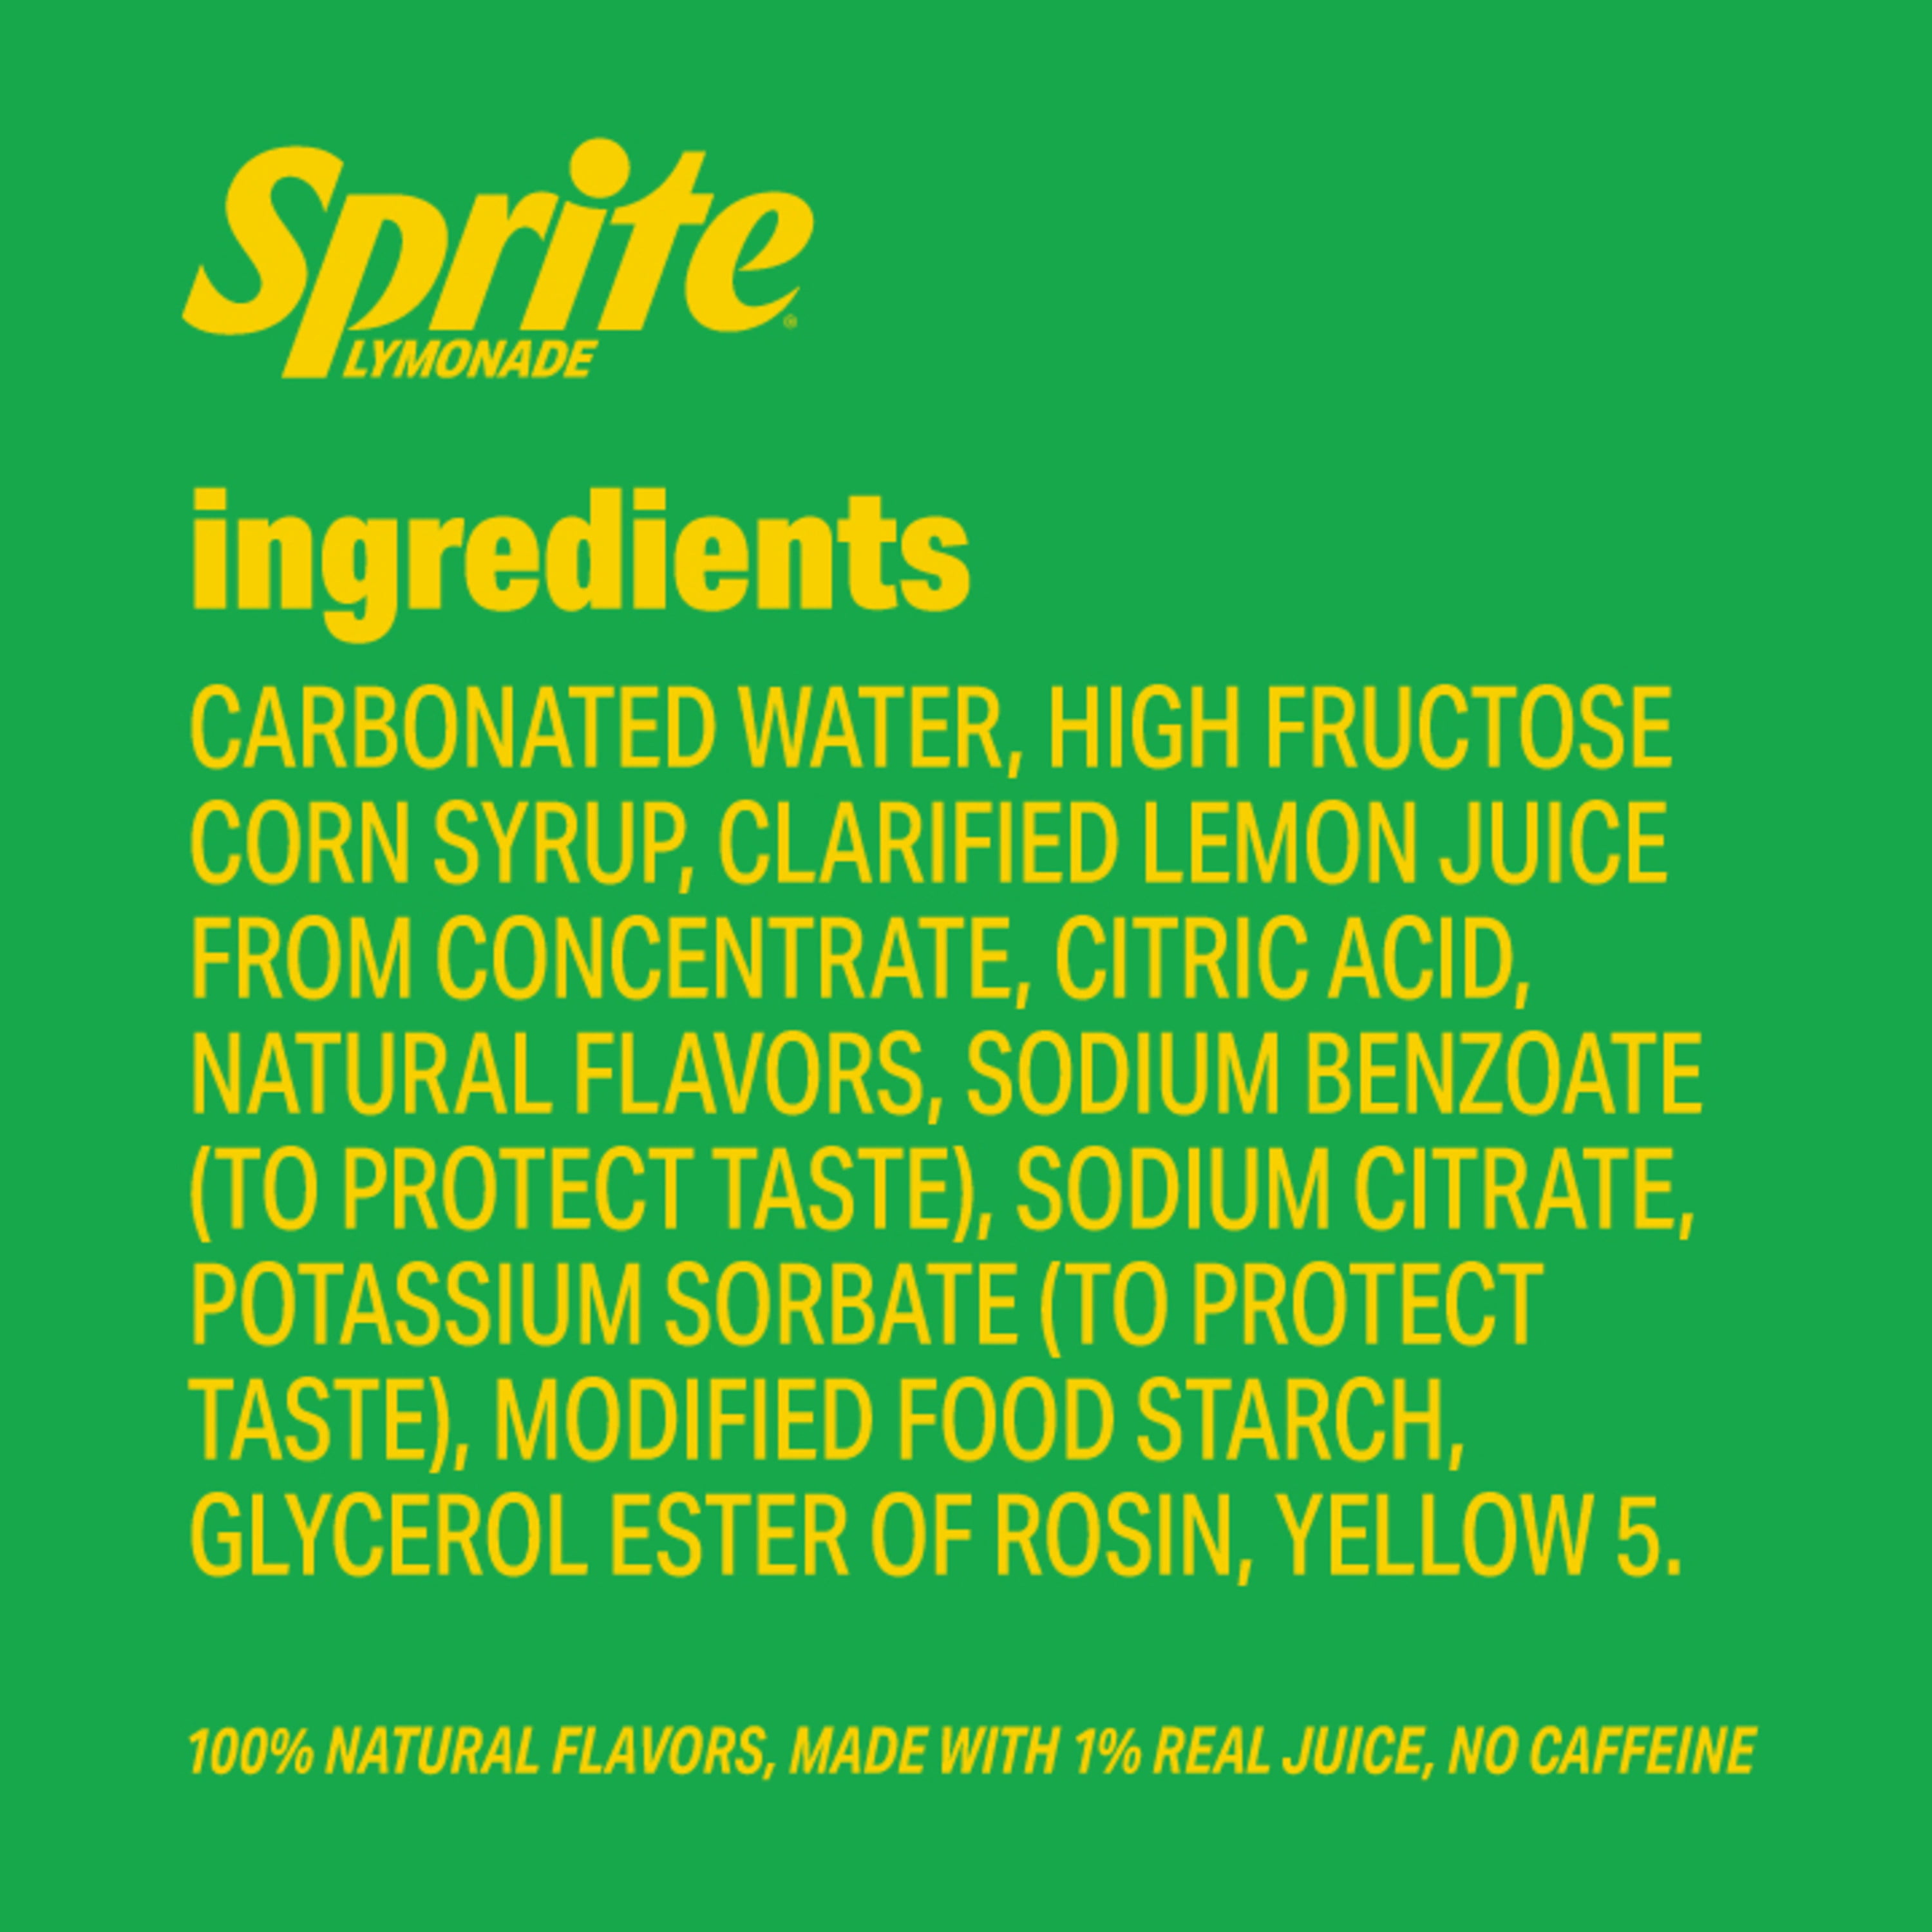 Sprite®
LYMONADE
ingredients
CARBONATED WATER, HIGH FRUCTOSE
CORN SYRUP, CLARIFIED LEMON JUICE
FROM CONCENTRATE, CITRIC ACID,
NATURAL FLAVORS, SODIUM BENZOATE
(TO PROTECT TASTE), SODIUM CITRATE,
POTASSIUM SORBATE (TO PROTECT
TASTE), MODIFIED FOOD STARCH,
GLYCEROL ESTER OF ROSIN, YELLOW 5.
100% NATURAL FLAVORS, MADE WITH 1% REAL JUICE, NO CAFFEINE